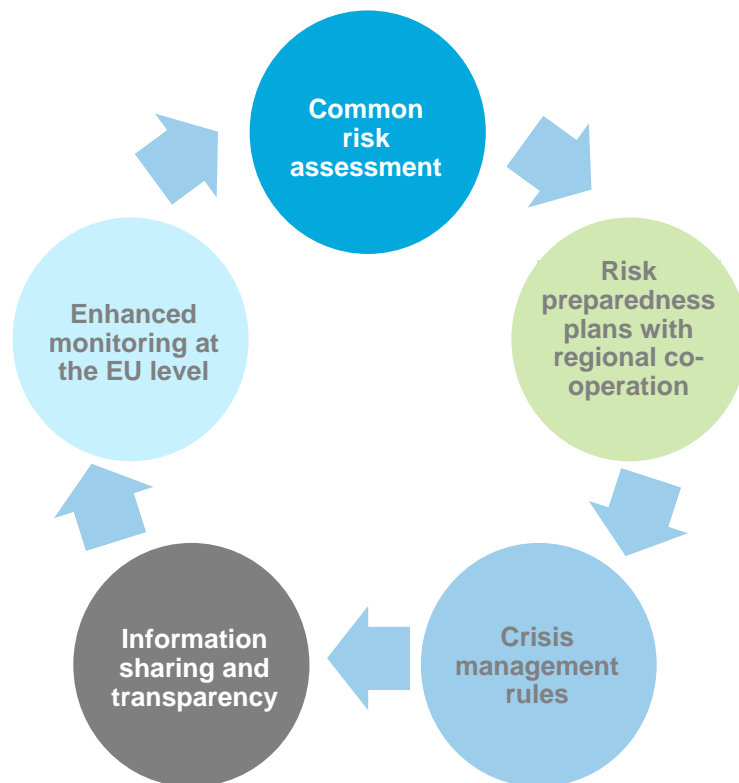 Common
risk
assessment
Risk
preparedness
plans with
regional co-
operation
Crisis
management
rules
Information
sharing and
transparency
Enhanced
monitoring at
the EU level